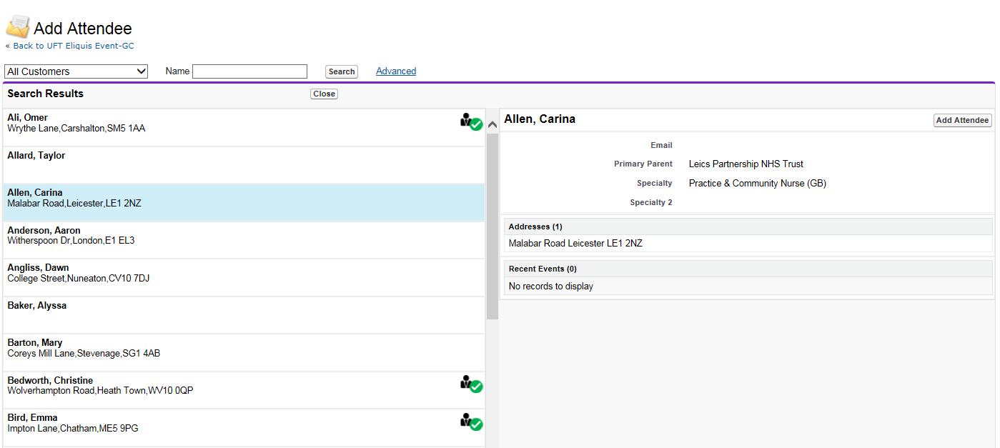 Add Attendee
« Back to UFT Eliquis Event-GC
All Customers Name Search Advanced
Search Results Close
Ali, Omer
Wrythe Lane,Carshalton,SM5 1AA
Allard, Taylor
Allen, Carina
Malabar Road,Leicester,LE1 2NZ
Anderson, Aaron
Witherspoon Dr,London,E1 EL3
Angliss, Dawn
College Street,Nuneaton,CV10 7DJ
Baker, Alyssa
Barton, Mary
Coreys Mill Lane,Stevenage,SG1 4AB
Bedworth, Christine
Wolverhampton Road,Heath Town,WV10 0QP
Bird, Emma
Impton Lane,Chatham,ME5 9PG
Allen, Carina Add Attendee
Email
Primary Parent Leics Partnership NHS Trust
Specialty Practice & Community Nurse (GB)
Specialty 2
Addresses (1)
Malabar Road Leicester LE1 2NZ
Recent Events (0)
No records to display